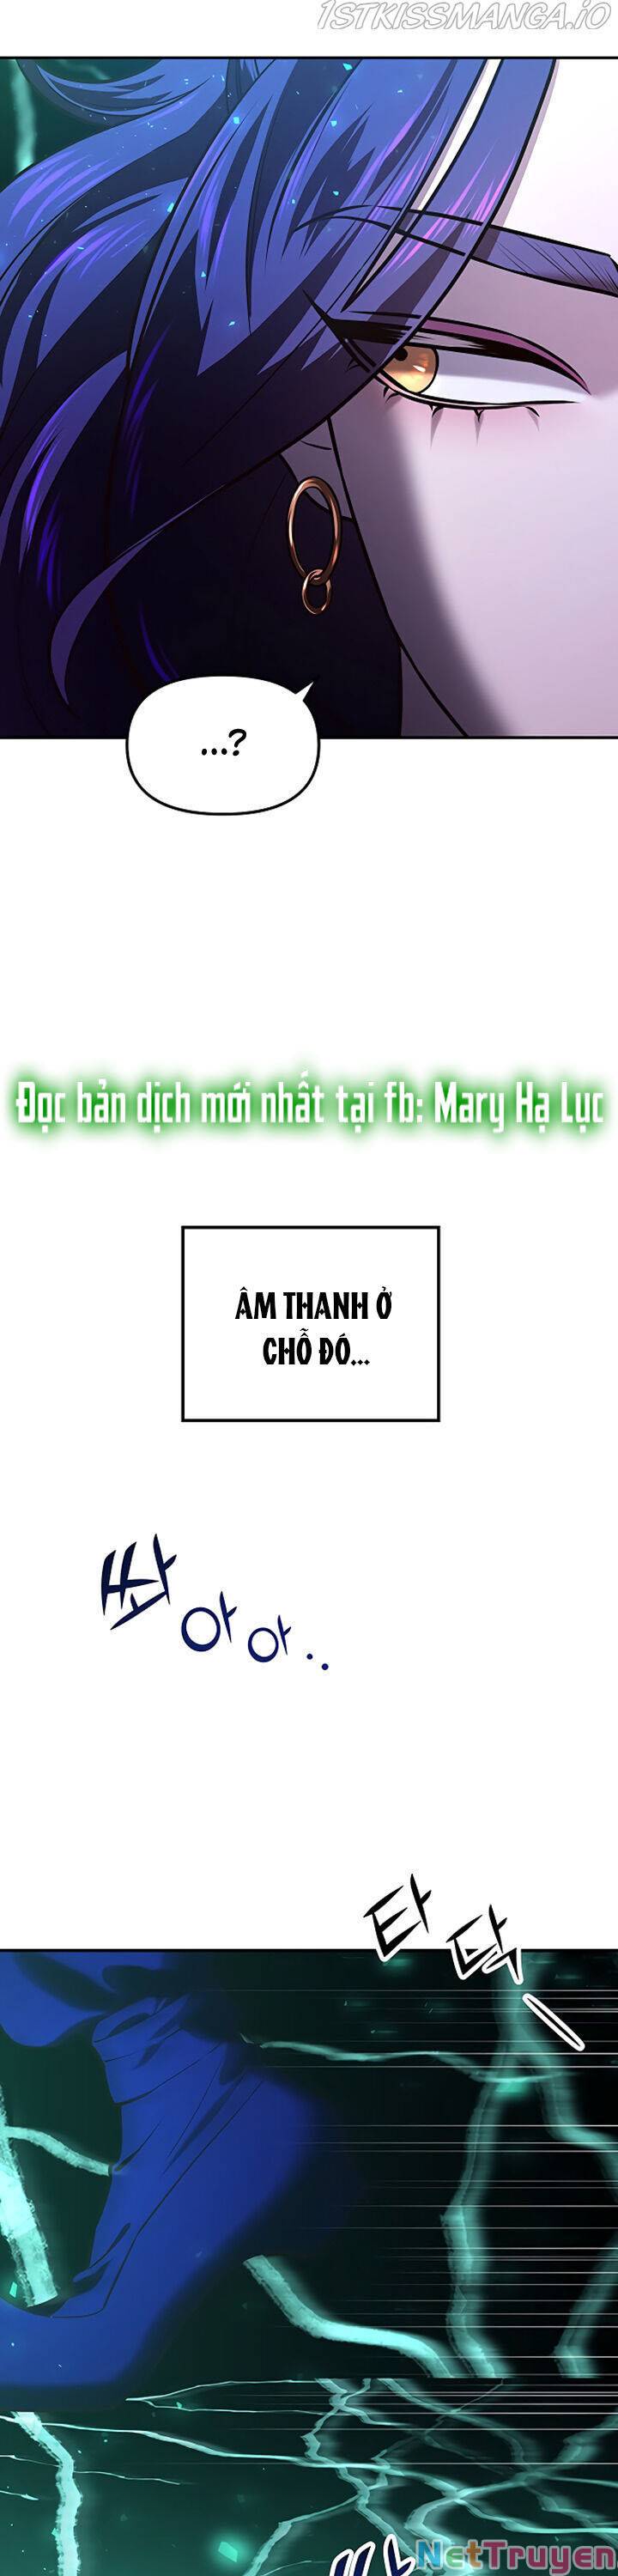 1STKISSMANGA.IO
...?
Đọc bản dịch mới nhất tại fb: Mary Hạ Lục
ÂM THANH Ở
CHỖ ĐÓ...
쏴아아..
타닥
NetTruyen